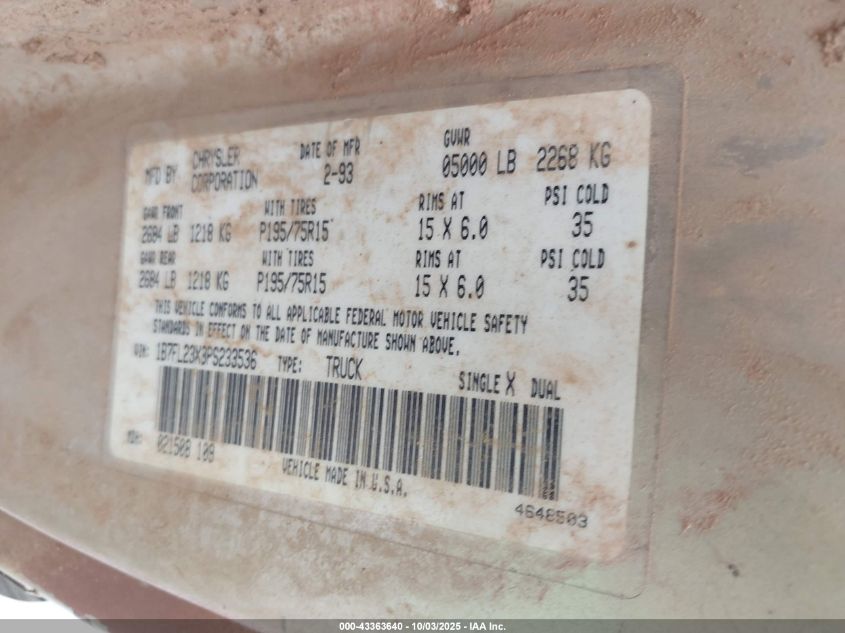 MFD BY CHRYSLER CORPORATION DATE OF MFR 2-93 GVWR 05000 LB 2268 KG
GAWR FRONT WITH TIRES RIMS AT PSI COLD
2684 LB 1218 KG P195/75R15 15 X 6.0 35
GAWR REAR WITH TIRES RIMS AT PSI COLD
2684 LB 1218 KG P195/75R15 15 X 6.0 35
THIS VEHICLE CONFORMS TO ALL APPLICABLE FEDERAL MOTOR VEHICLE SAFETY
STANDARDS IN EFFECT ON THE DATE OF MANUFACTURE SHOWN ABOVE.
VIN: 1B7FL23X3PS233536 TYPE: TRUCK SINGLE X DUAL
MDH: 021508 108
VEHICLE MADE IN U.S.A.
4648503
000-43363640 - 10/03/2025 - IAA Inc.